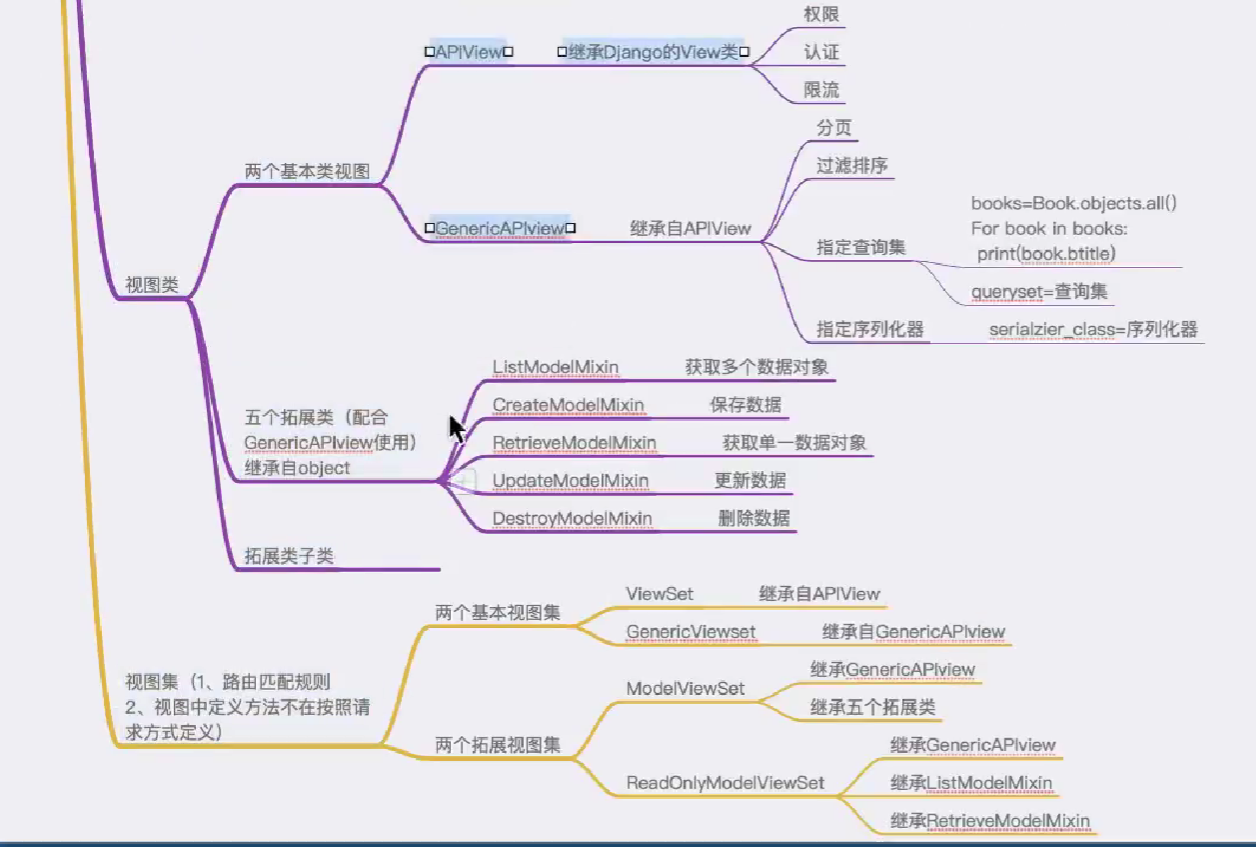 权限
APIView 继承Django的View类 认证
限流
分页
两个基本类视图 过滤排序
books=Book.objects.all()
For book in books:
print(book.btitle)
GenericAPIview 继承自APIView
指定查询集
queryset=查询集
视图类
指定序列化器 serialzier_class=序列化器
ListModelMixin 获取多个数据对象
CreateModelMixin 保存数据
五个拓展类（配合
GenericAPIview使用）
继承自object
RetrieveModelMixin 获取单一数据对象
UpdateModelMixin 更新数据
DestroyModelMixin 删除数据
拓展类子类
ViewSet 继承自APIView
两个基本视图集
GenericViewset 继承自GenericAPIview
视图集（1、路由匹配规则
2、视图中定义方法不在按照请
求方式定义）
ModelViewSet
继承GenericAPIview
继承五个拓展类
两个拓展视图集
ReadOnlyModelViewSet
继承GenericAPIview
继承ListModelMixin
继承RetrieveModelMixin